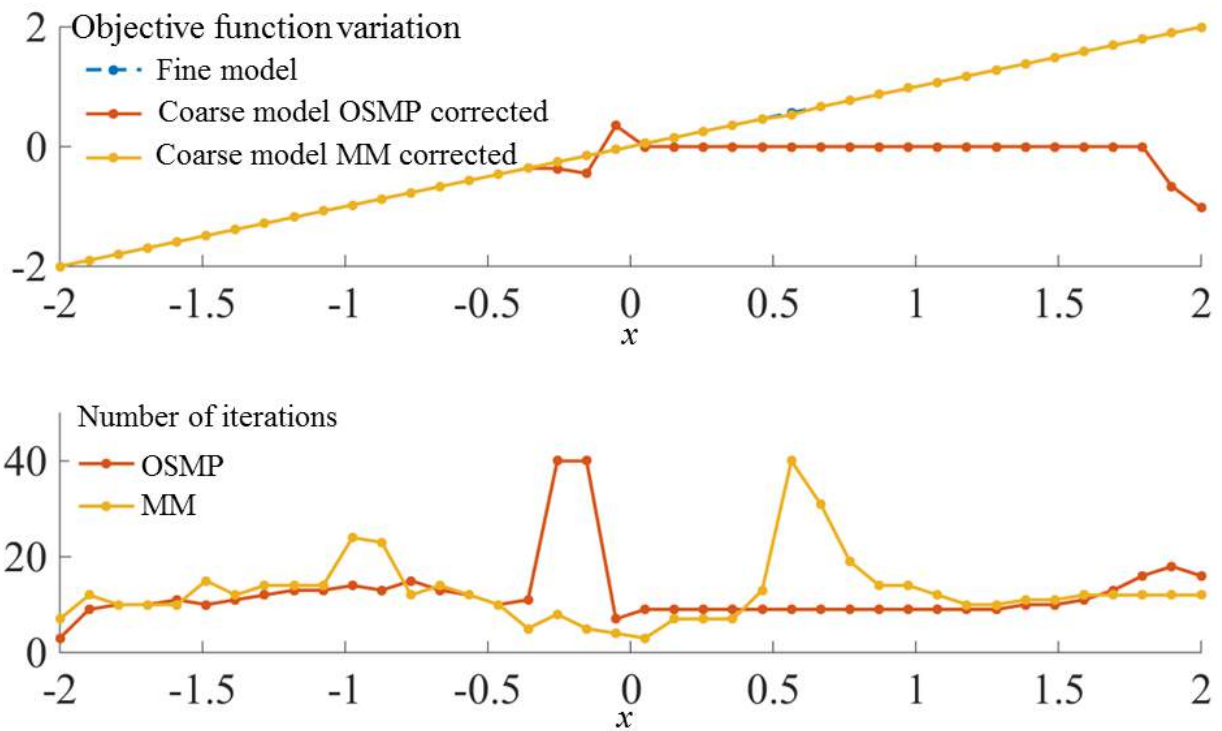 2
Objective function variation
Fine model
Coarse model OSMP corrected
0
Coarse model MM corrected
-2
-2 -1.5 -1 -0.5 0 0.5 1 1.5 2
x
Number of iterations
40
OSMP
MM
20
0
-2 -1.5 -1 -0.5 0 0.5 1 1.5 2
x